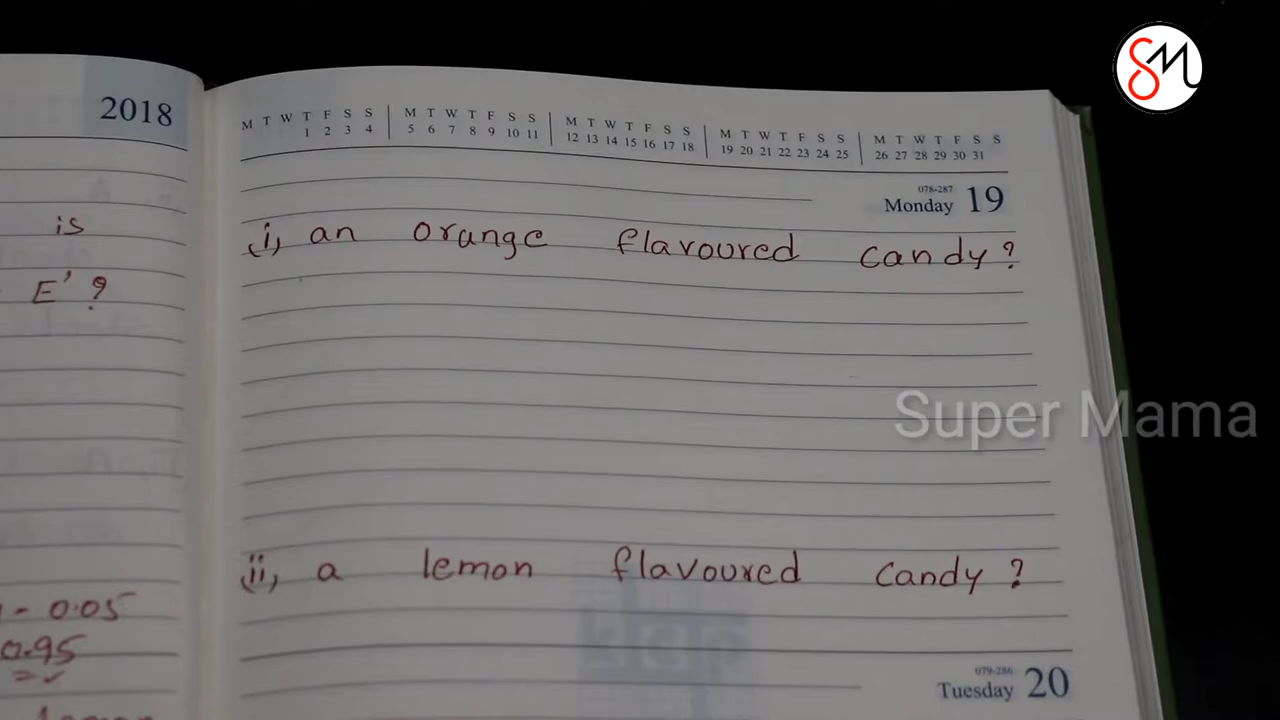 SM
2018
M T W T F S S M T W T F S S M T W T F S S M T W T F S S M T W T F S S
1 2 3 4 5 6 7 8 9 10 11 12 13 14 15 16 17 18 19 20 21 22 23 24 25 26 27 28 29 30 31
078-287
Monday 19
is
E' ?
- 0.05
0.95
(i) an orange flavoured candy?
Super Mama
(ii) a lemon flavoured candy?
079-286
Tuesday 20